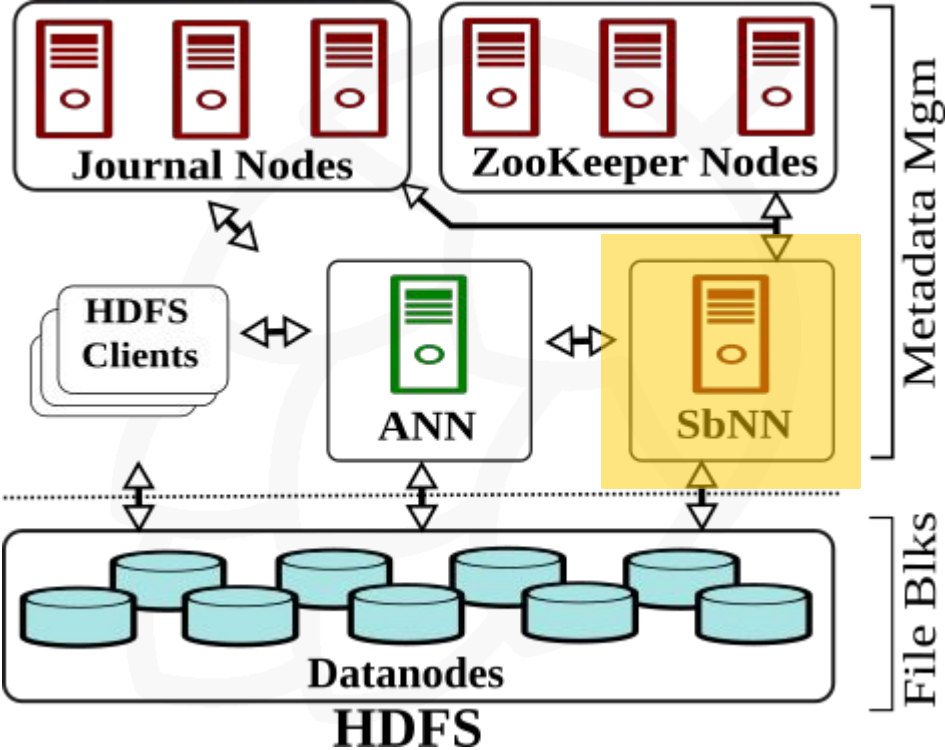 Journal Nodes
ZooKeeper Nodes
Metadata Mgm
HDFS
Clients
ANN
SbNN
Datanodes
File Blks
HDFS